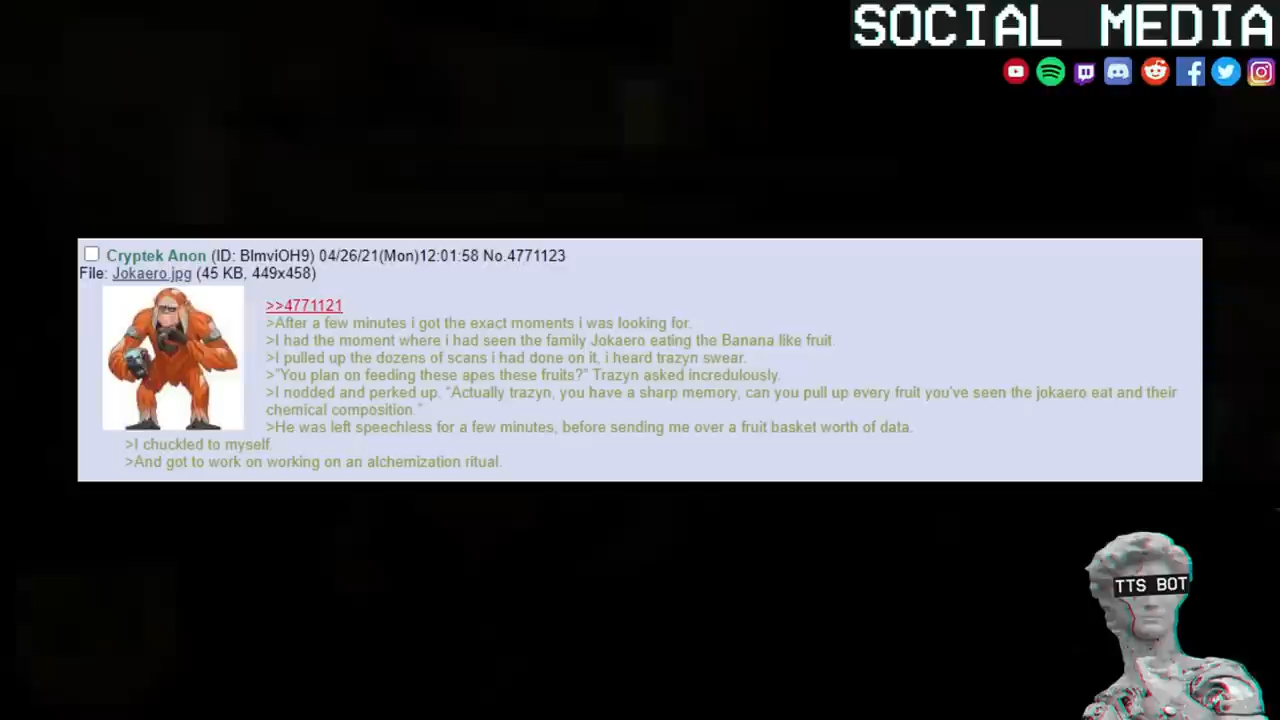 SOCIAL MEDIA
Cryptek Anon (ID: BlmviOH9) 04/26/21(Mon)12:01:58 No.4771123
File: Jokaero.jpg (45 KB, 449x458)
>>4771121
>After a few minutes i got the exact moments i was looking for.
>I had the moment where i had seen the family Jokaero eating the Banana like fruit.
>I pulled up the dozens of scans i had done on it, i heard trazyn swear.
>"You plan on feeding these apes these fruits?" Trazyn asked incredulously.
>I nodded and perked up. "Actually trazyn, you have a sharp memory, can you pull up every fruit you've seen the jokaero eat and their
chemical composition."
>He was left speechless for a few minutes, before sending me over a fruit basket worth of data.
>I chuckled to myself.
>And got to work on working on an alchemization ritual.
TTS BOT